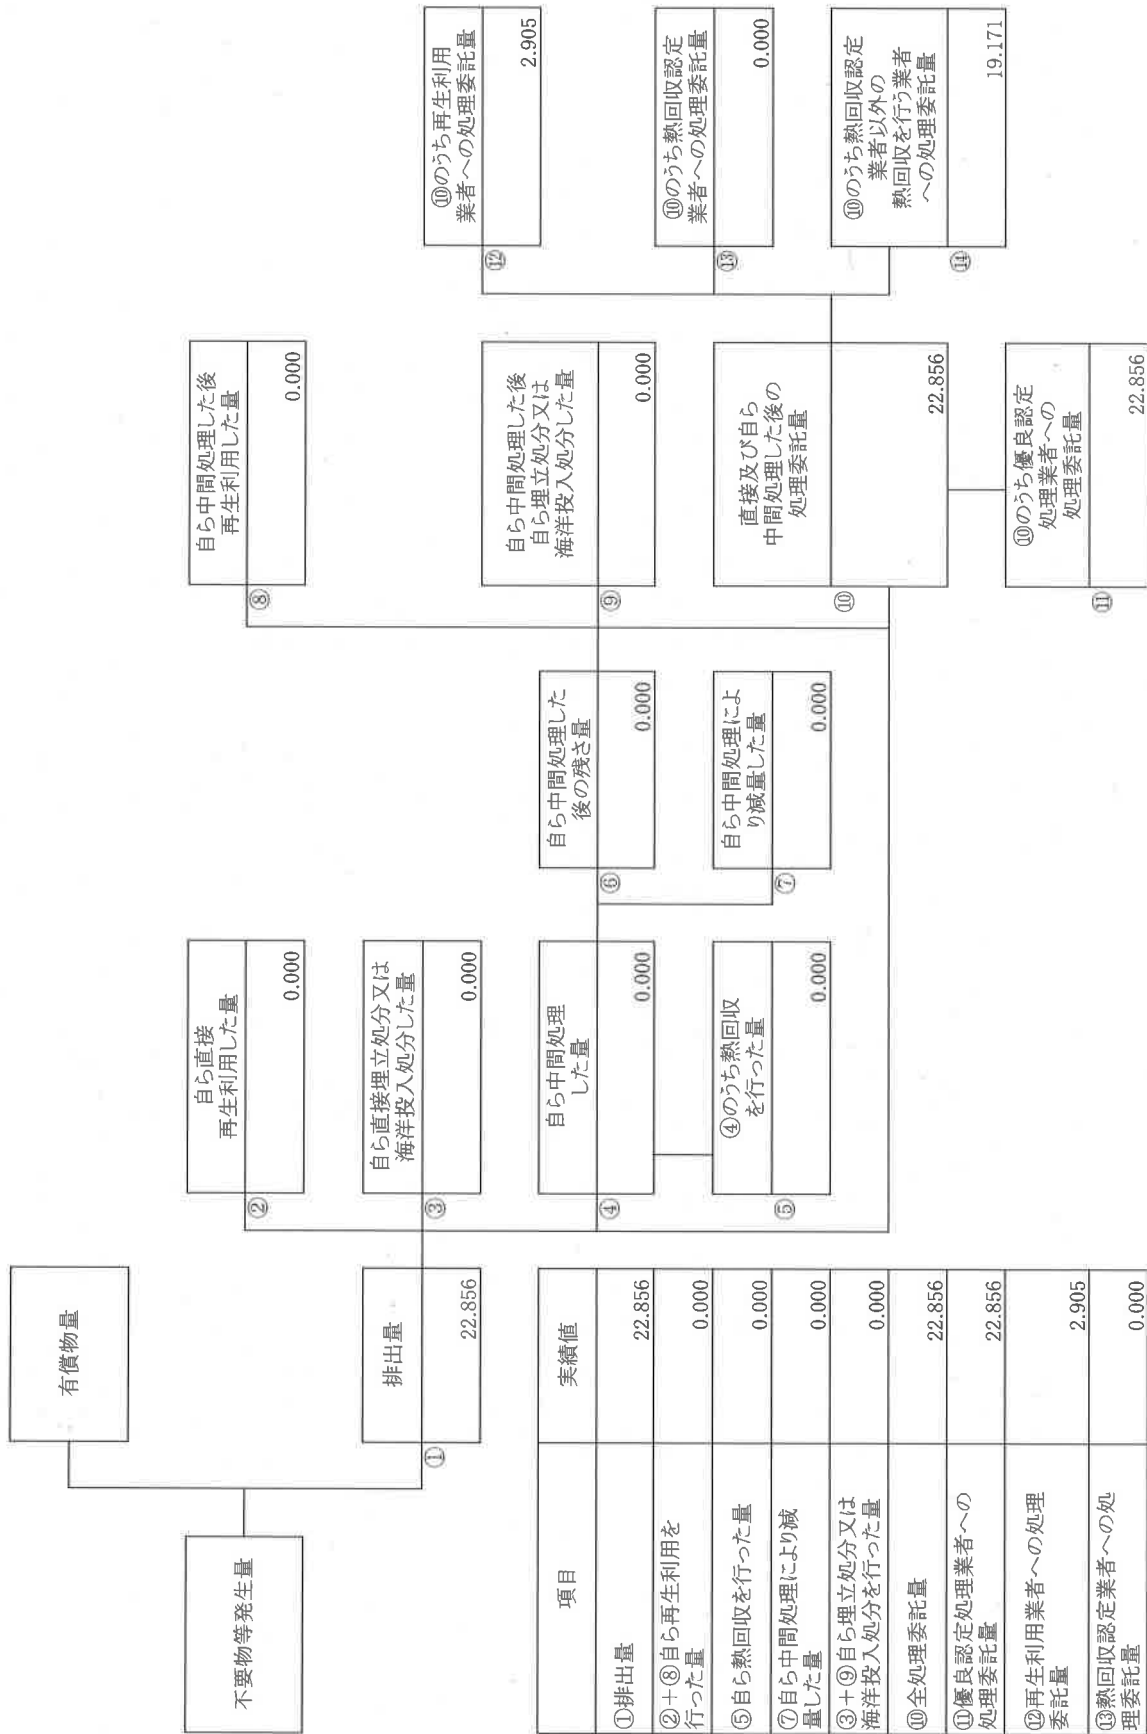 不要物等発生量
有償物量
排出量
①
22.856
自ら直接
再生利用した量
②
0.000
自ら直接埋立処分又は
海洋投入処分した量
③
0.000
自ら中間処理
した量
④
0.000
④のうち熱回収
を行った量
⑤
0.000
自ら中間処理した
後の残さ量
⑥
0.000
自ら中間処理によ
り減量した量
⑦
0.000
自ら中間処理した後
再生利用した量
⑧
0.000
自ら中間処理した後
自ら埋立処分又は
海洋投入処分した量
⑨
0.000
直接及び自ら
中間処理した後の
処理委託量
⑩
22.856
⑩のうち優良認定
処理業者への
処理委託量
⑪
22.856
⑩のうち再生利用
業者への処理委託量
⑫
2.905
⑩のうち熱回収認定
業者への処理委託量
⑬
0.000
⑩のうち熱回収認定
業者以外の
熱回収を行う業者
への処理委託量
⑭
19.171
項目 実績値
①排出量 22.856
②+⑧自ら再生利用を
行った量 0.000
⑤自ら熱回収を行った量 0.000
⑦自ら中間処理により減
量した量 0.000
③+⑨自ら埋立処分又は
海洋投入処分を行った量 0.000
⑩全処理委託量 22.856
⑪優良認定処理業者への
処理委託量 22.856
⑫再生利用業者への処理
委託量 2.905
⑬熱回収認定業者への処
理委託量 0.000